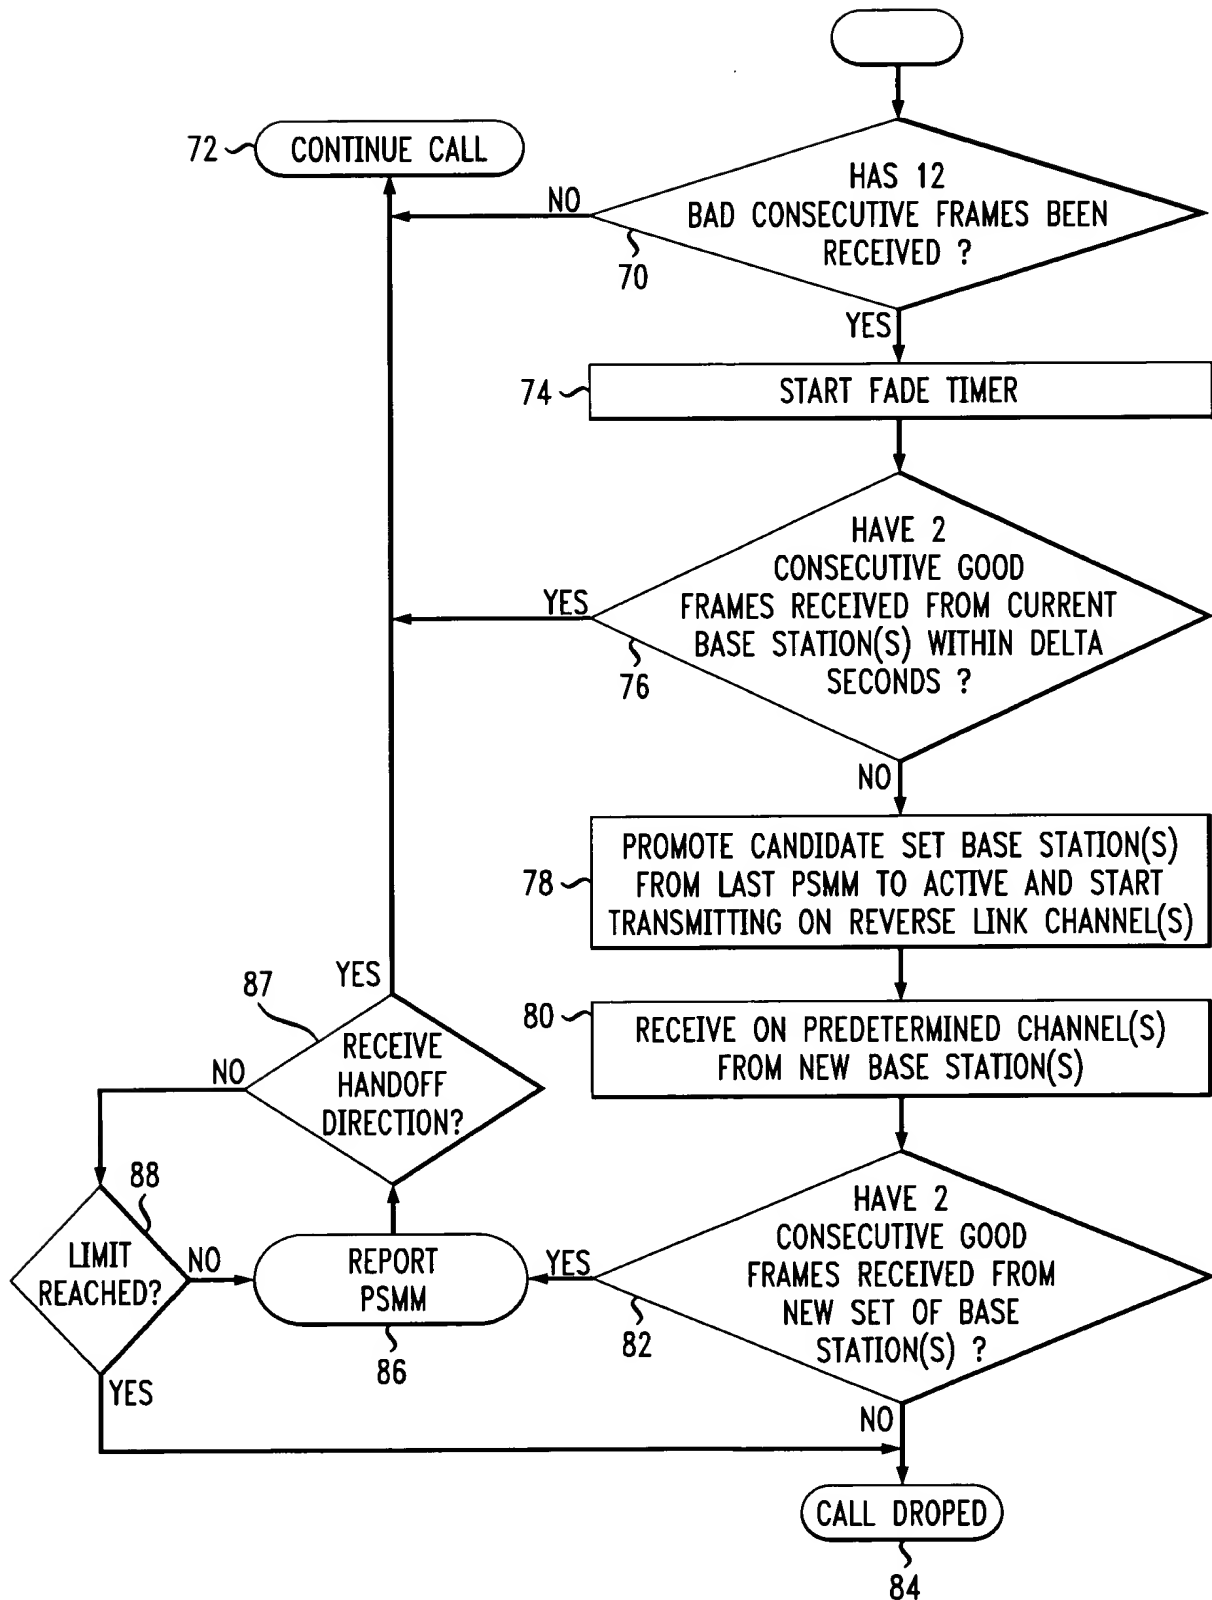 HAS 12
BAD CONSECUTIVE FRAMES BEEN
RECEIVED ?
70
NO
YES
72
CONTINUE CALL
74
START FADE TIMER
HAVE 2
CONSECUTIVE GOOD
FRAMES RECEIVED FROM CURRENT
BASE STATION(S) WITHIN DELTA
SECONDS ?
76
YES
NO
78
PROMOTE CANDIDATE SET BASE STATION(S)
FROM LAST PSMM TO ACTIVE AND START
TRANSMITTING ON REVERSE LINK CHANNEL(S)
80
RECEIVE ON PREDETERMINED CHANNEL(S)
FROM NEW BASE STATION(S)
HAVE 2
CONSECUTIVE GOOD
FRAMES RECEIVED FROM
NEW SET OF BASE
STATION(S) ?
82
YES
NO
REPORT
PSMM
86
87
RECEIVE
HANDOFF
DIRECTION?
YES
NO
88
LIMIT
REACHED?
NO
YES
CALL DROPED
84